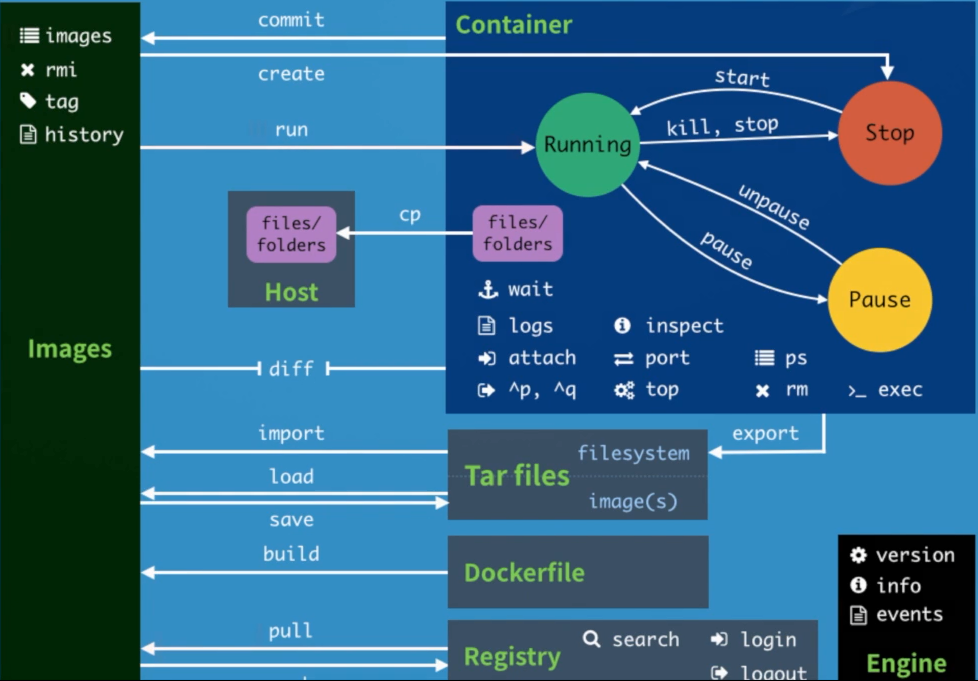 images
rmi
tag
history
Images
commit
create
run
Container
start
kill, stop
Running
Stop
unpause
pause
Pause
files/
folders
Host
cp
files/
folders
wait
logs
inspect
attach
port
ps
^p, ^q
top
rm
>_ exec
diff
export
import
load
save
filesystem
Tar files
image(s)
build
Dockerfile
pull
Registry
search
login
logout
version
info
events
Engine